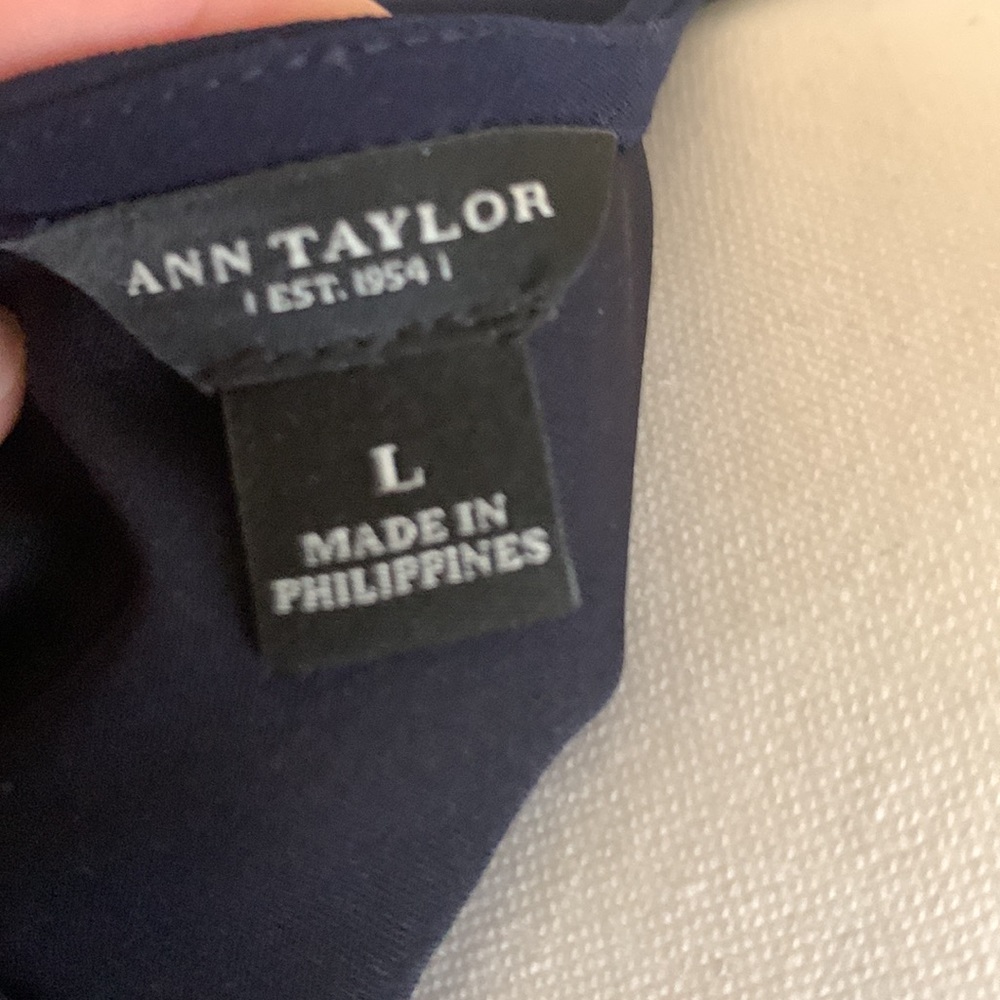 ANN TAYLOR
| EST. 1954 |
L
MADE IN
PHILIPPINES